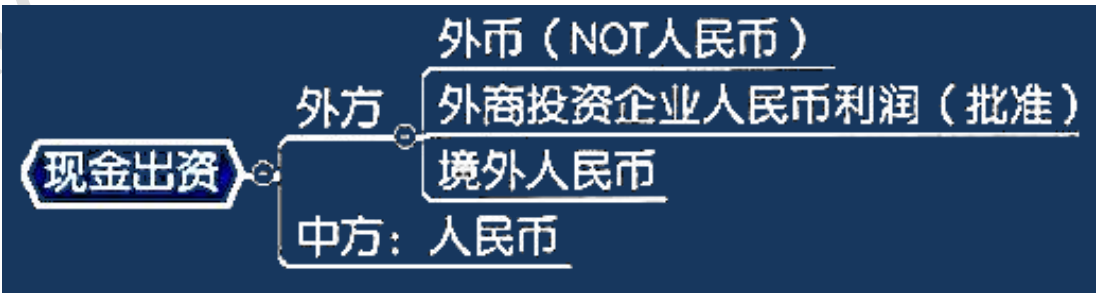 外币（NOT人民币）
外方
外商投资企业人民币利润（批准）
现金出资
境外人民币
中方：人民币